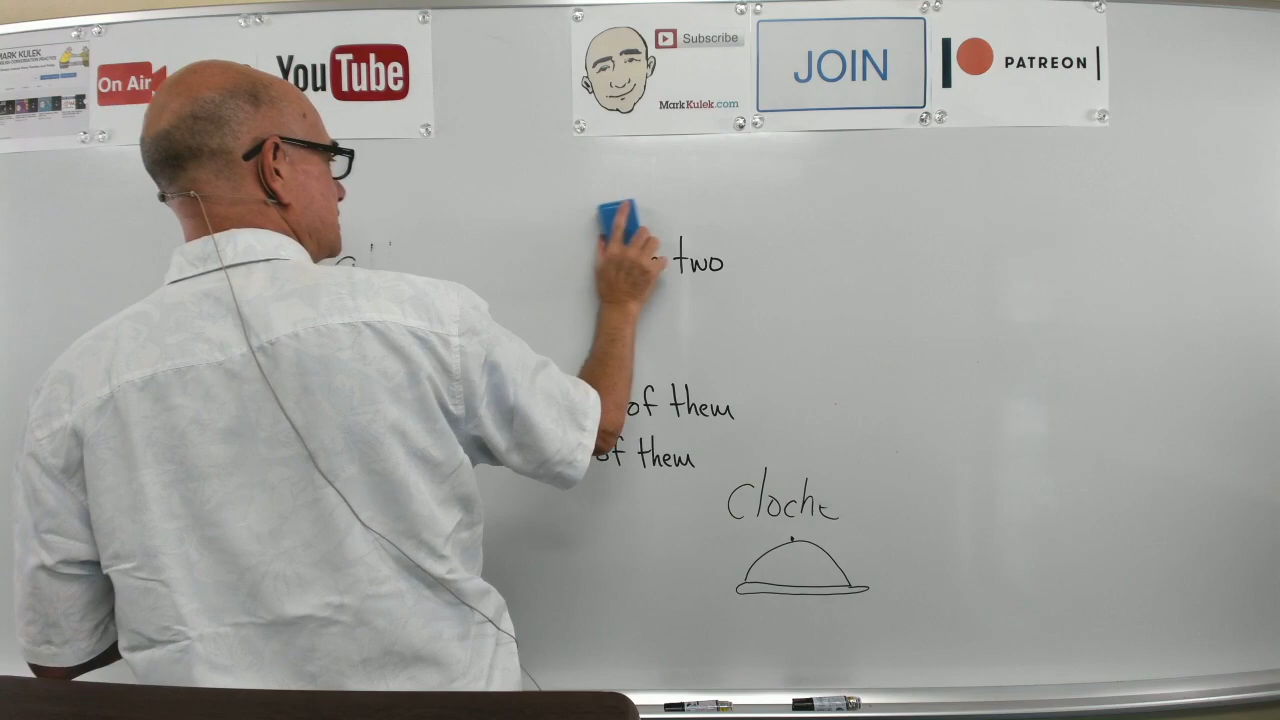 MARK KULEK
On Air
YouTube
Subscribe
MarkKulek.com
JOIN
PATREON
two
of them
of them
Cloche